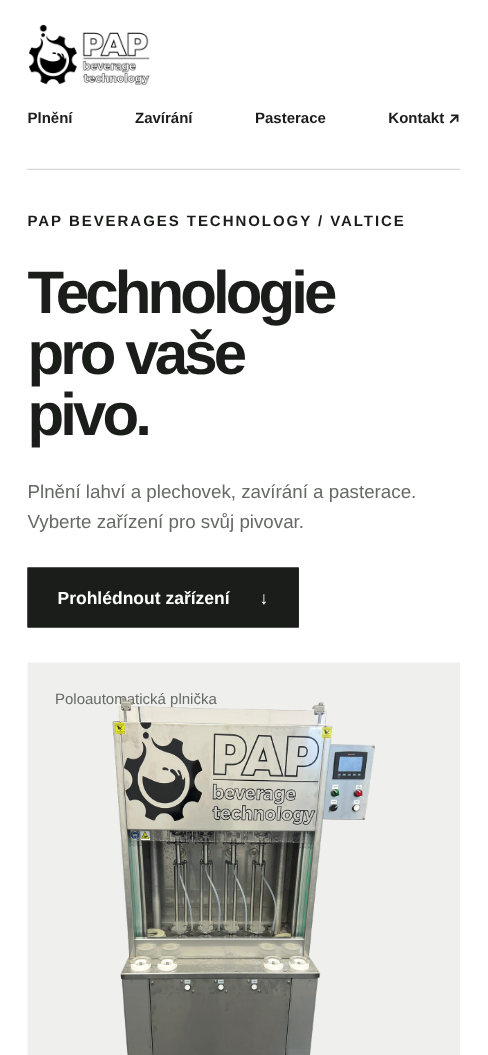 PAP
beverage
technology
Plnění Zavírání Pasterace Kontakt ↗
PAP BEVERAGES TECHNOLOGY / VALTICE
Technologie
pro vaše
pivo.
Plnění lahví a plechovek, zavírání a pasterace.
Vyberte zařízení pro svůj pivovar.
Prohlédnout zařízení ↓
Poloautomatická plnička
PAP
beverage
technology